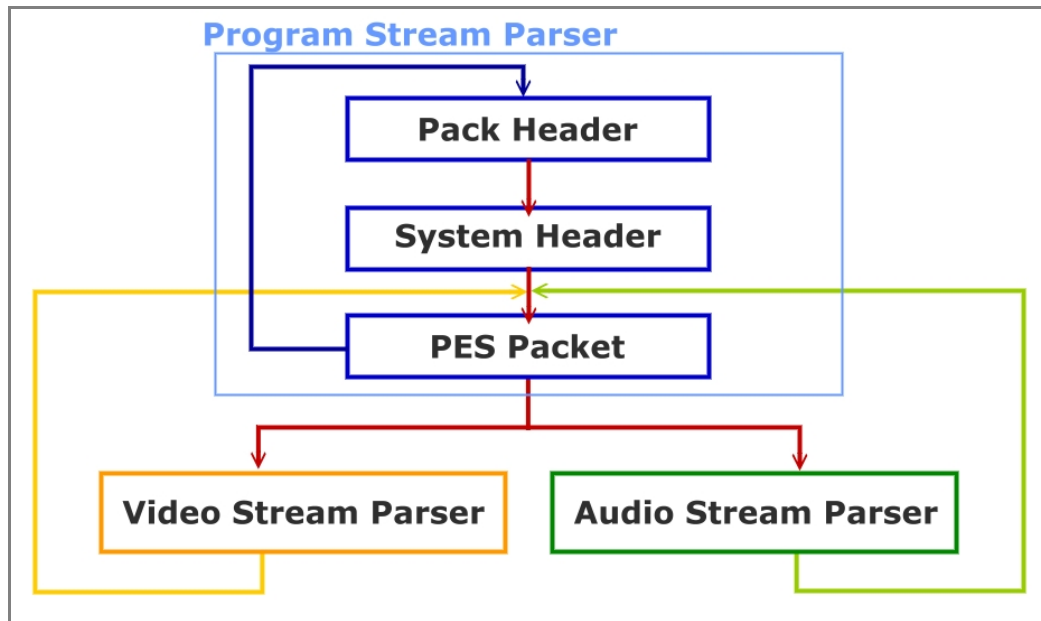 Program Stream Parser
Pack Header
System Header
PES Packet
Video Stream Parser
Audio Stream Parser